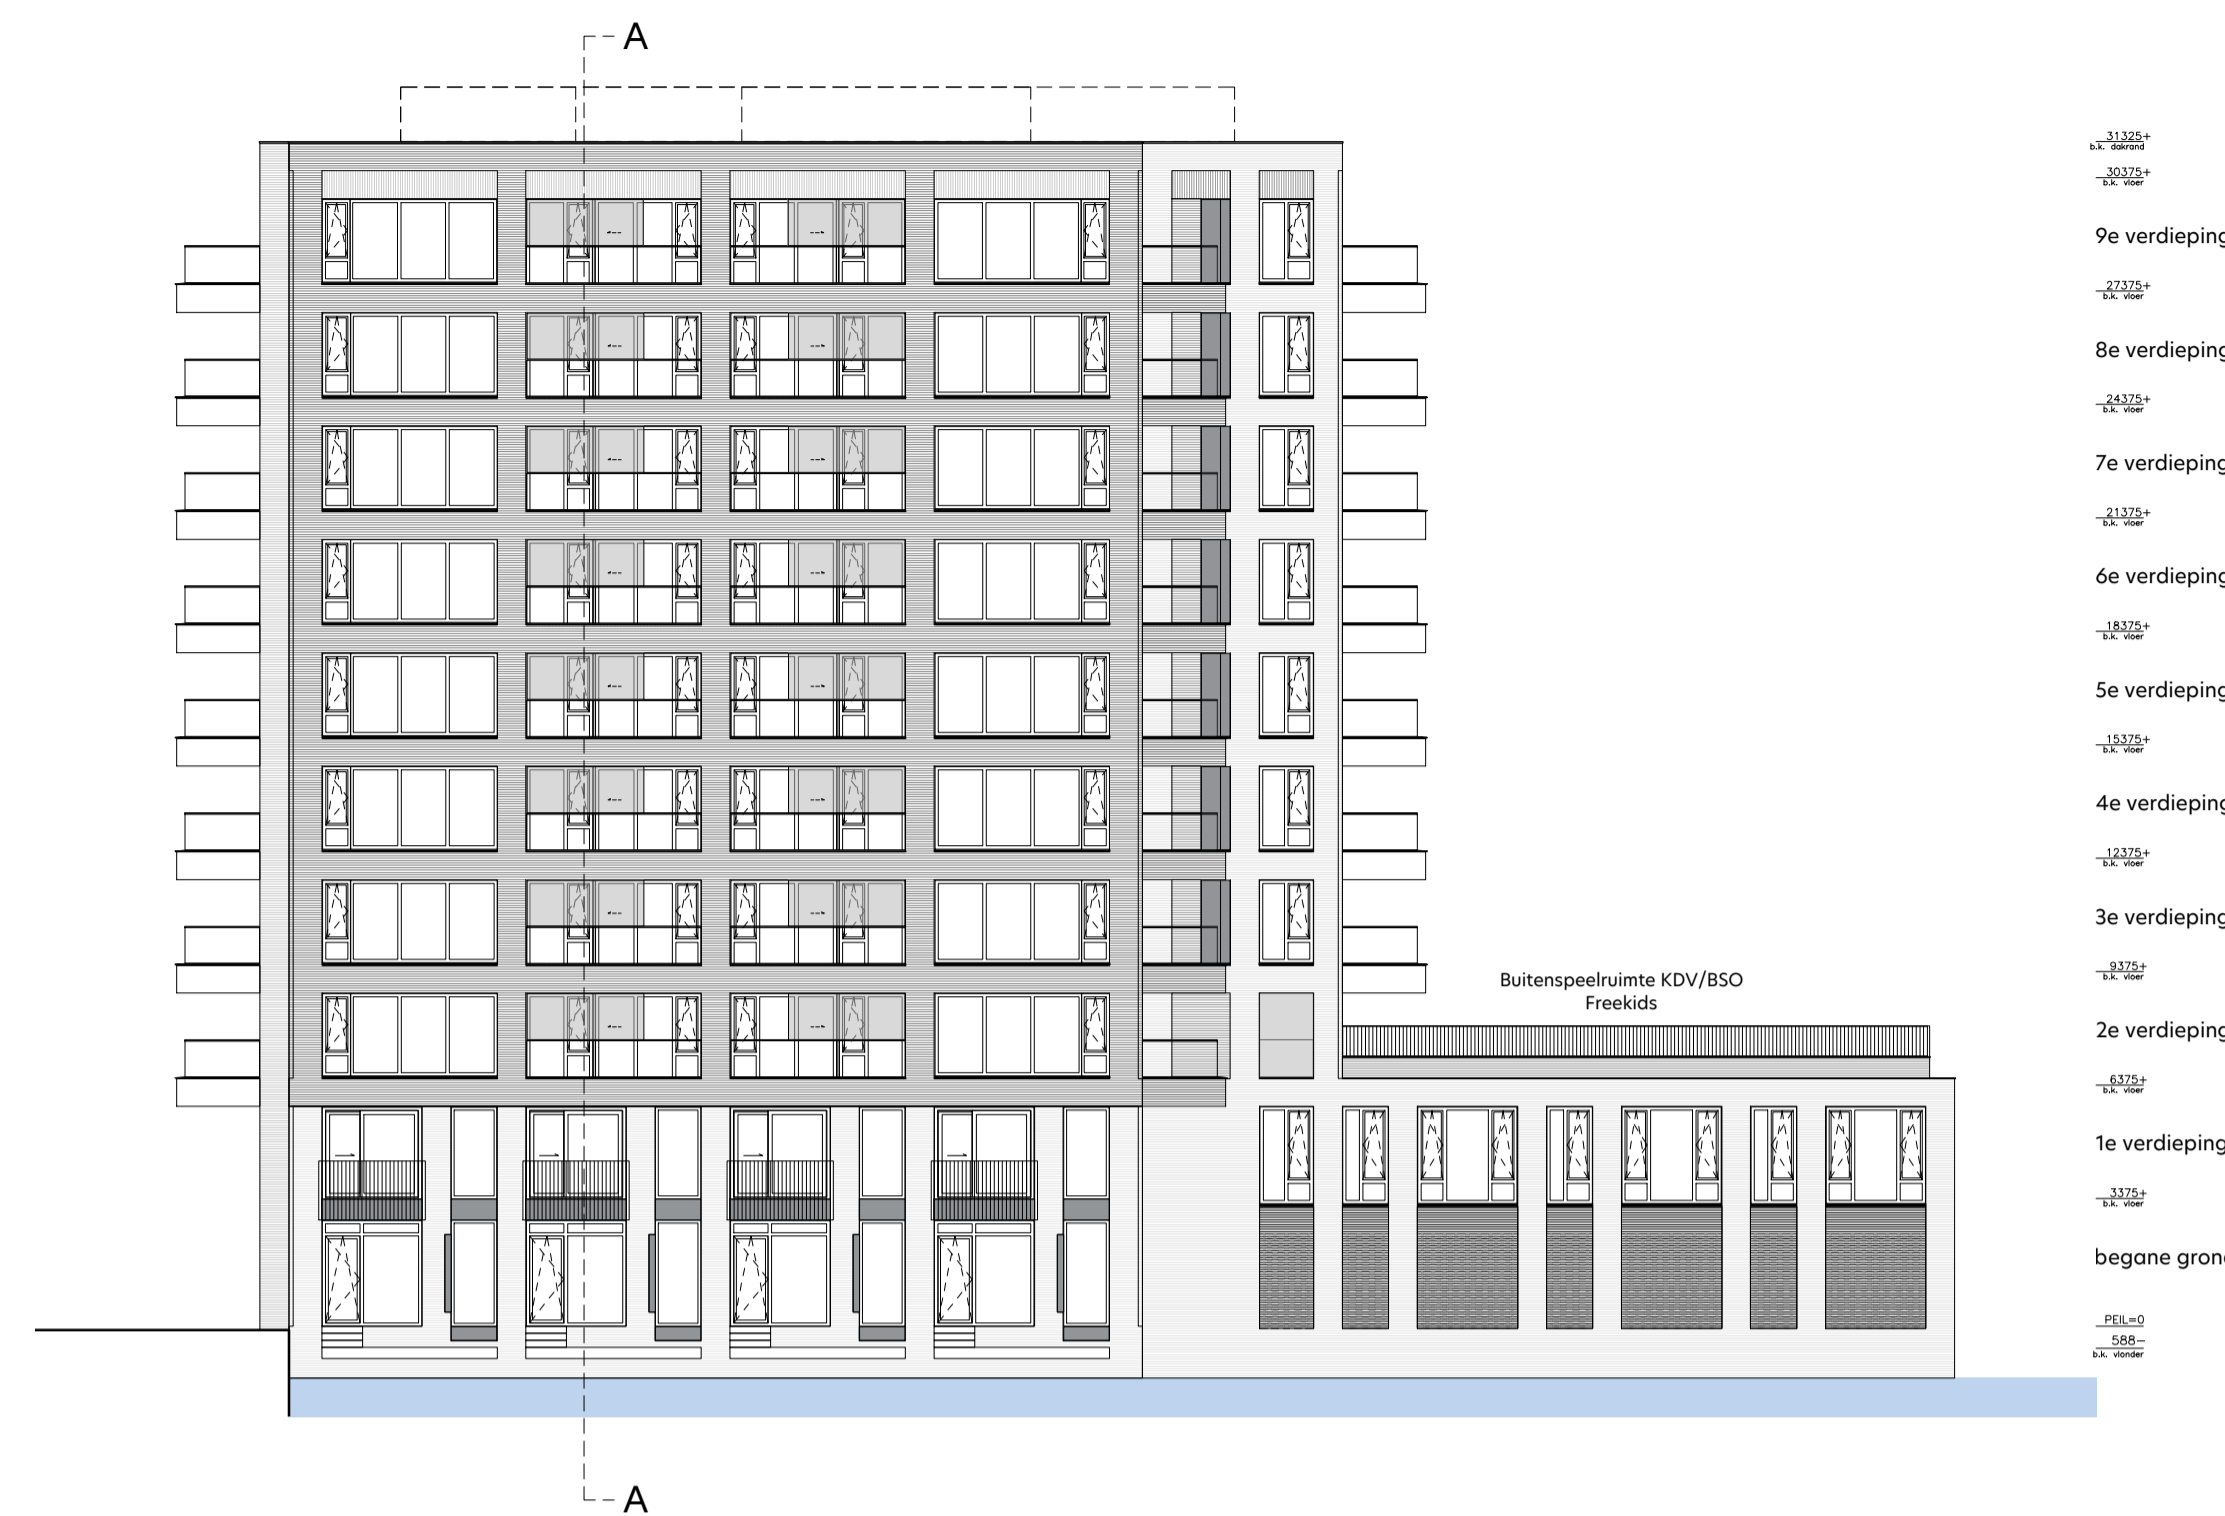 A
31325+
b.k. dakrand
30375+
b.k. vloer
9e verdieping
27375+
b.k. vloer
8e verdieping
24375+
b.k. vloer
7e verdieping
21375+
b.k. vloer
6e verdieping
18375+
b.k. vloer
5e verdieping
15375+
b.k. vloer
4e verdieping
12375+
b.k. vloer
3e verdieping
9375+
b.k. vloer
Buitenspeelruimte KDV/BSO
Freekids
2e verdieping
6375+
b.k. vloer
1e verdieping
3375+
b.k. vloer
begane gron
PEIL=0
588-
b.k. vlonder
A